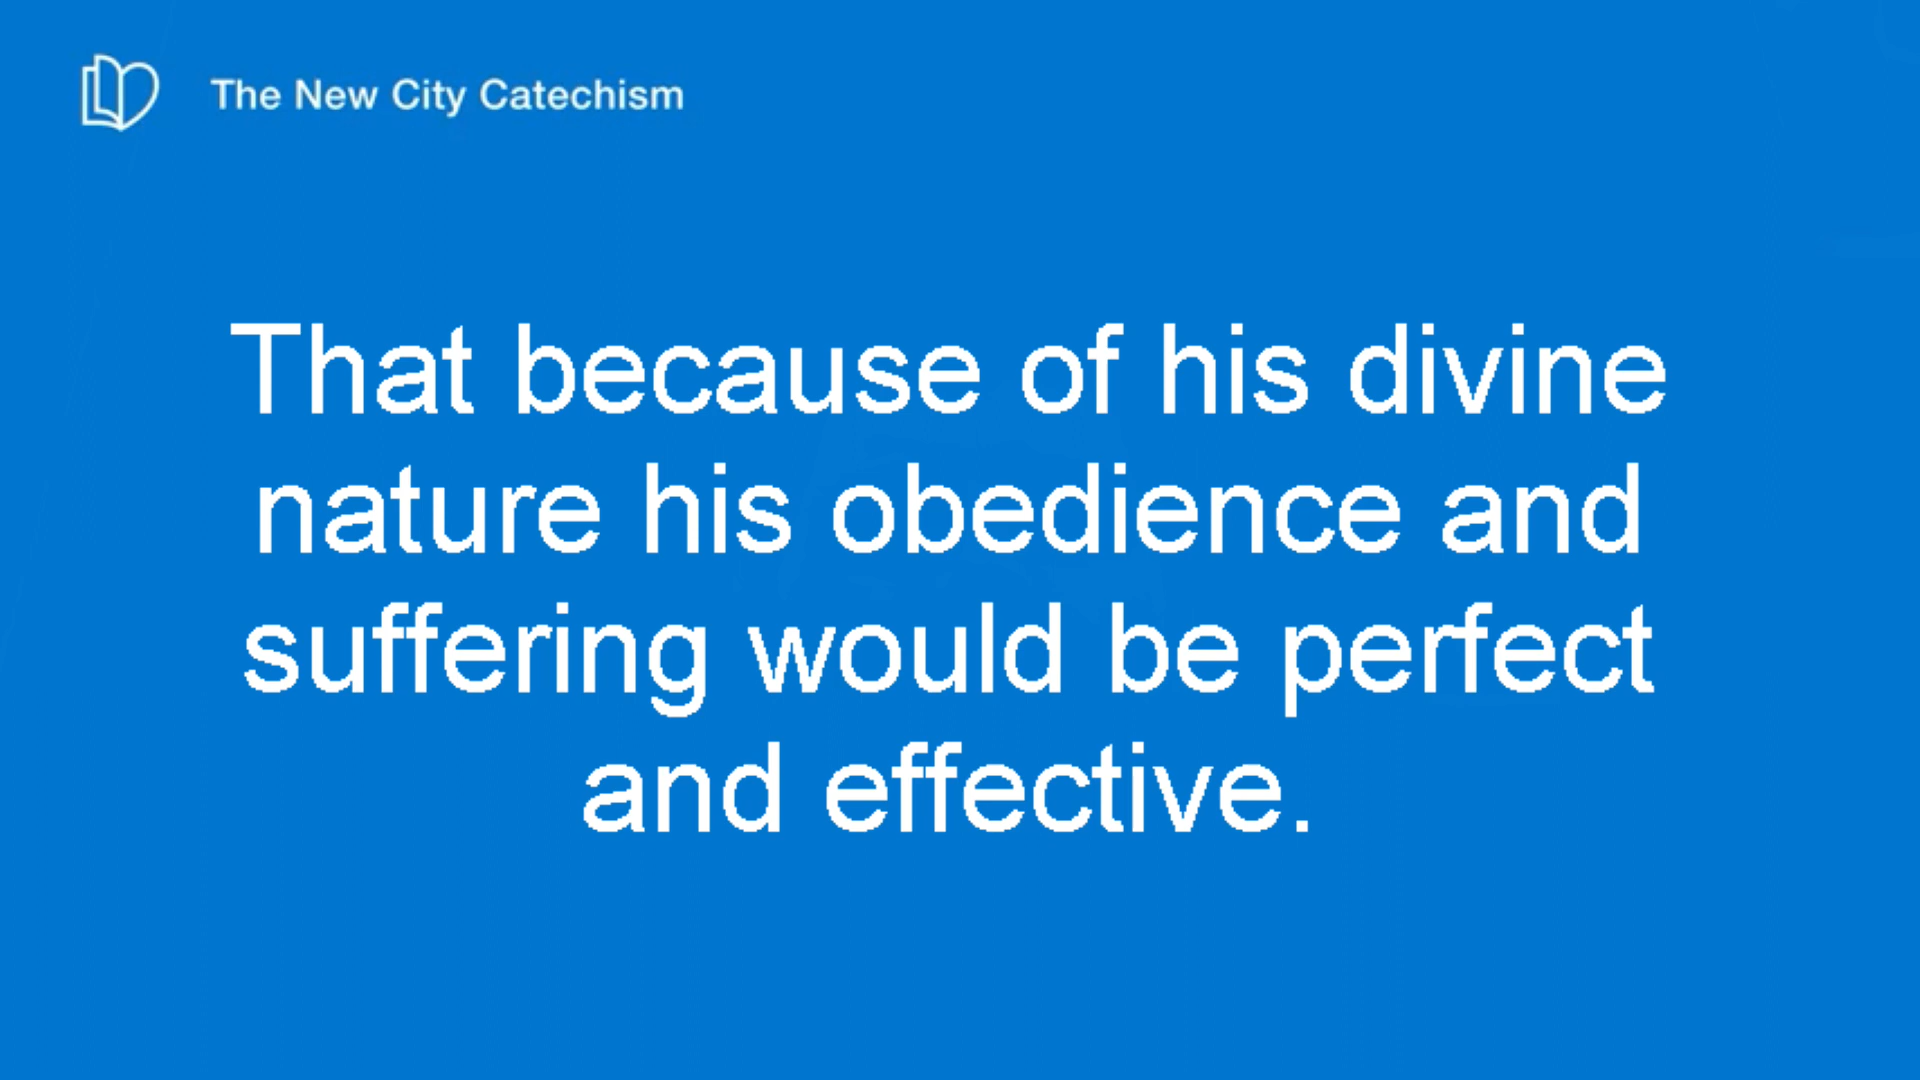 The New City Catechism
That because of his divine
nature his obedience and
suffering would be perfect
and effective.